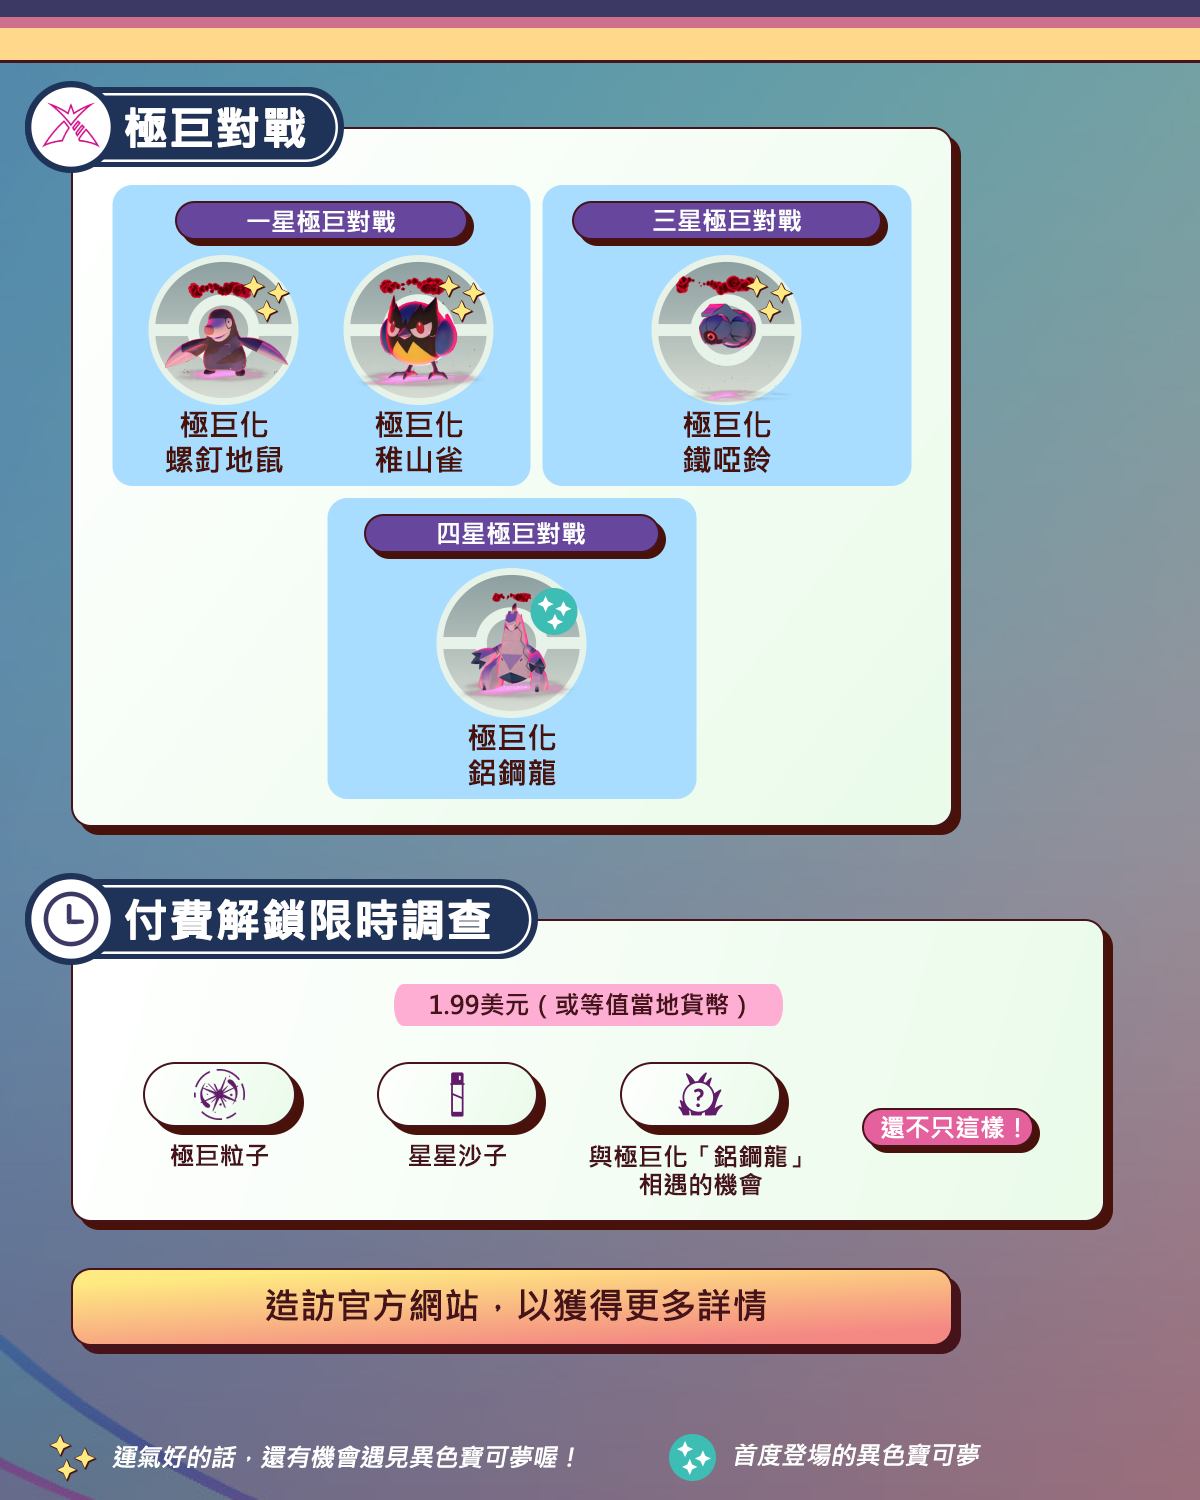 極巨對戰
一星極巨對戰
極巨化
螺釘地鼠
極巨化
稚山雀
三星極巨對戰
極巨化
鐵啞鈴
四星極巨對戰
極巨化
鋁鋼龍
付費解鎖限時調查
1.99美元（或等值當地貨幣）
極巨粒子
星星沙子
與極巨化「鋁鋼龍」
相遇的機會
還不只這樣！
造訪官方網站，以獲得更多詳情
運氣好的話，還有機會遇見異色寶可夢喔！
首度登場的異色寶可夢